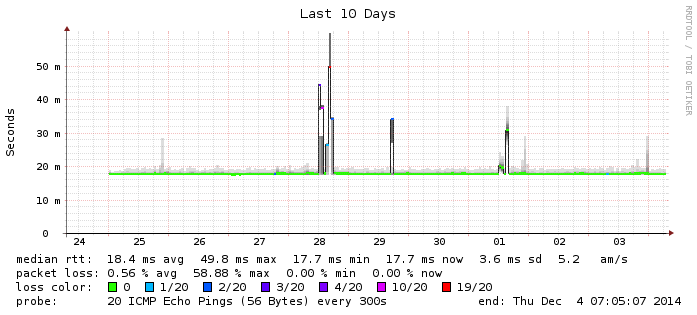 Last 10 Days
RRDTOOL / TOBI OETIKER
Seconds
50 m
40 m
30 m
20 m
10 m
0
24 25 26 27 28 29 30 01 02 03
median rtt: 18.4 ms avg 49.8 ms max 17.7 ms min 17.7 ms now 3.6 ms sd 5.2 am/s
packet loss: 0.56 % avg 58.88 % max 0.00 % min 0.00 % now
loss color: 0 1/20 2/20 3/20 4/20 10/20 19/20
probe: 20 ICMP Echo Pings (56 Bytes) every 300s end: Thu Dec 4 07:05:07 2014